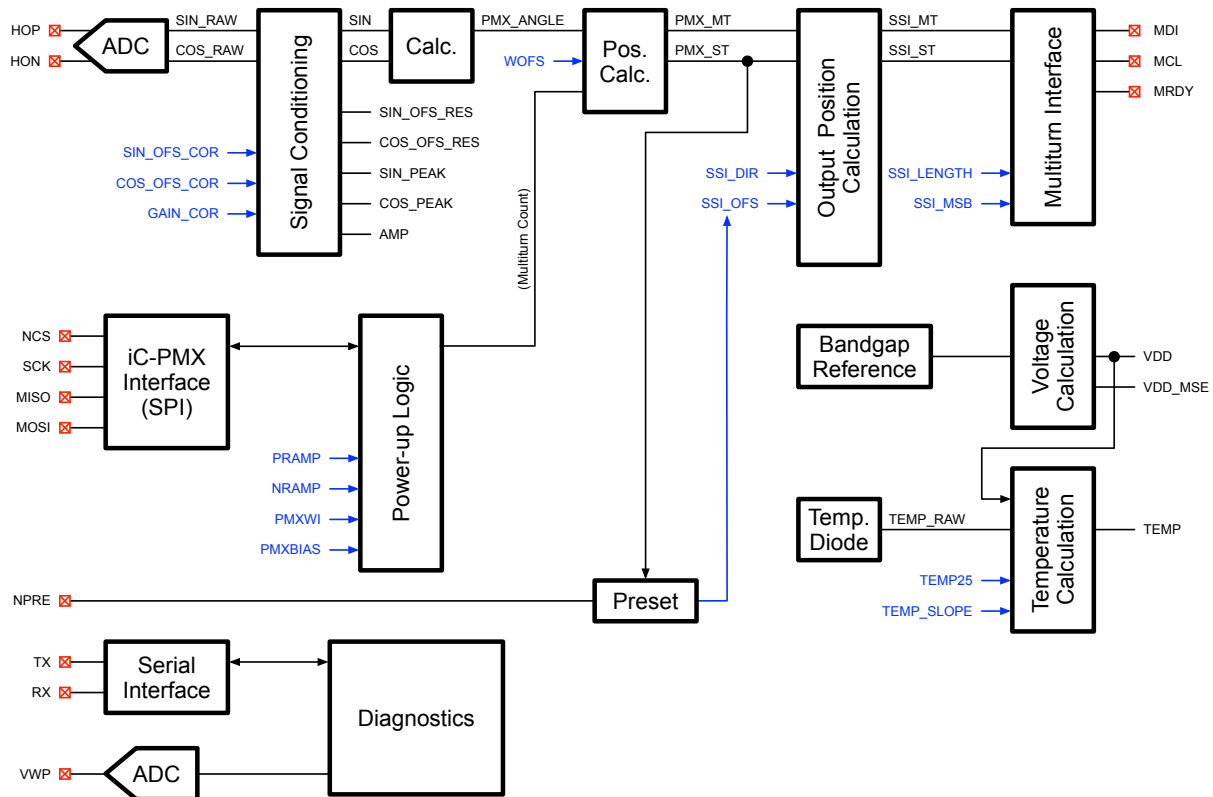 HOP
HON
ADC
SIN_RAW
COS_RAW
Signal Conditioning
SIN_OFS_COR
COS_OFS_COR
GAIN_COR
SIN
COS
SIN_OFS_RES
COS_OFS_RES
SIN_PEAK
COS_PEAK
AMP
Calc.
PMX_ANGLE
WOFS
Pos.
Calc.
(Multiturn Count)
PMX_MT
PMX_ST
SSI_DIR
SSI_OFS
Output Position
Calculation
SSI_MT
SSI_ST
SSI_LENGTH
SSI_MSB
Multiturn Interface
MDI
MCL
MRDY
NCS
SCK
MISO
MOSI
iC-PMX
Interface
(SPI)
PRAMP
NRAMP
PMXWI
PMXBIAS
Power-up Logic
Bandgap
Reference
Voltage
Calculation
VDD
VDD_MSE
Temp.
Diode
TEMP_RAW
TEMP25
TEMP_SLOPE
Temperature
Calculation
TEMP
NPRE
Preset
TX
RX
Serial
Interface
Diagnostics
VWP
ADC